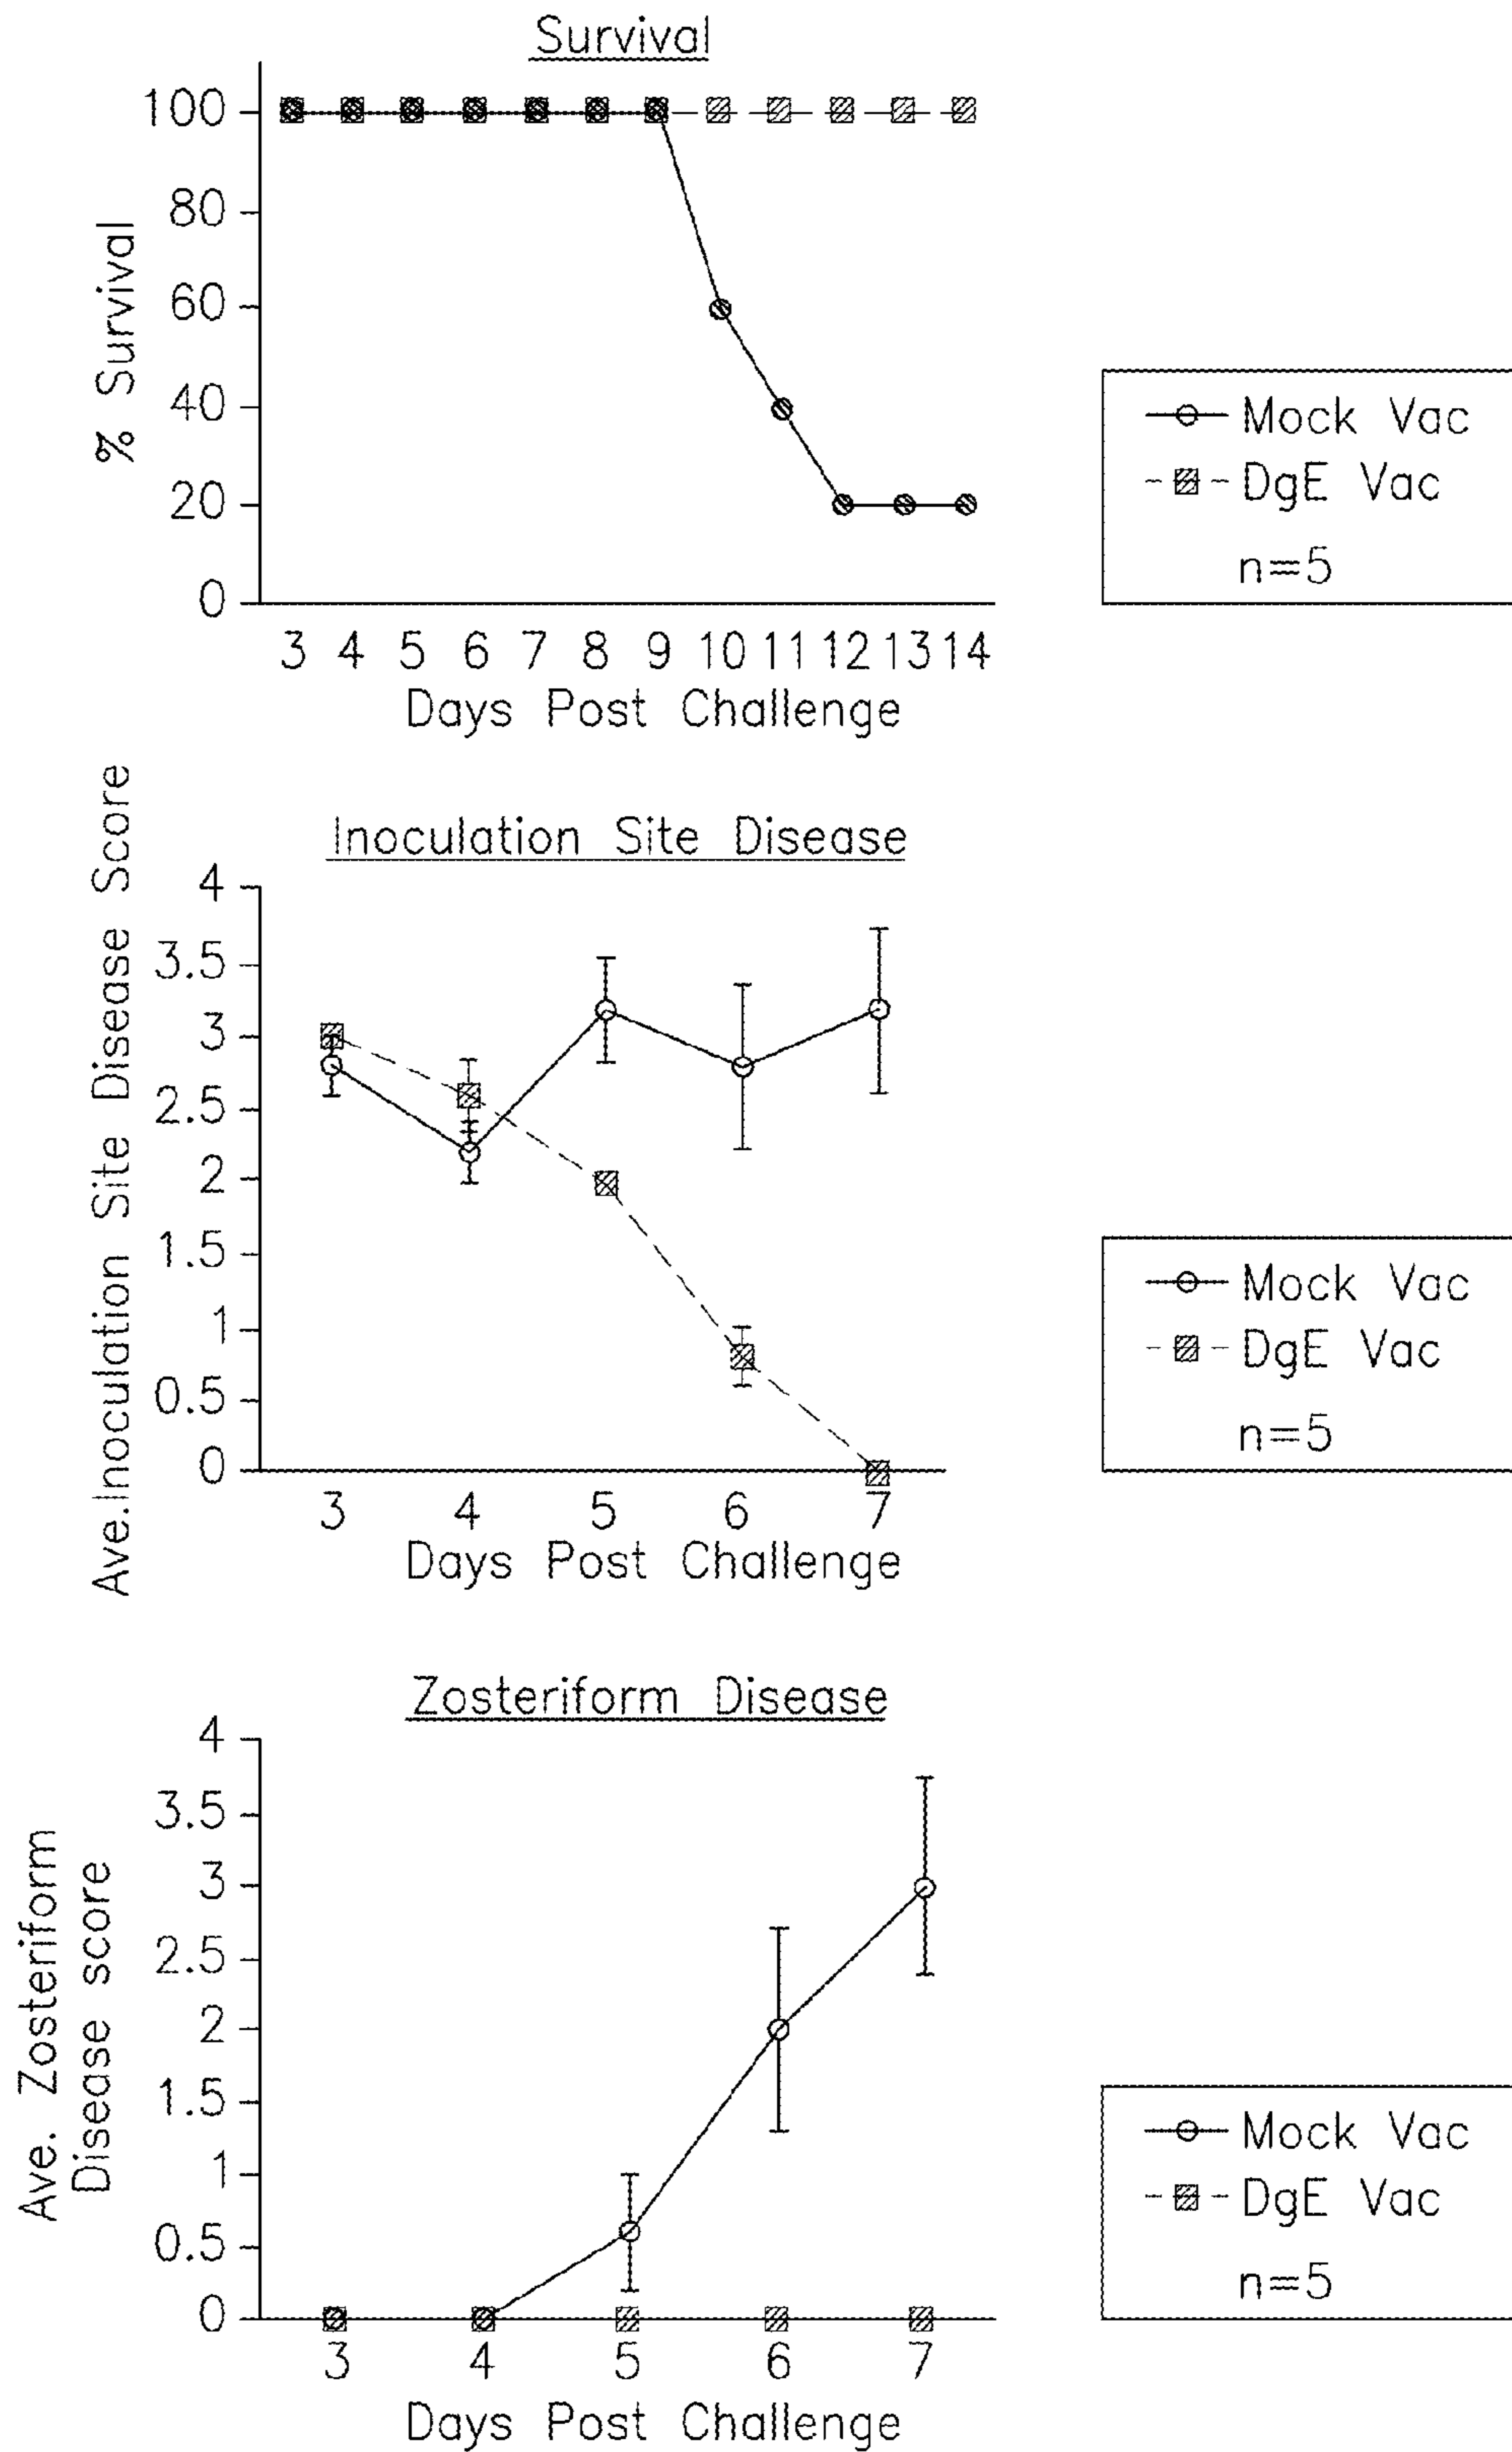 Survival
% Survival
100
80
60
40
20
0
3 4 5 6 7 8 9 10 11 12 13 14
Days Post Challenge
Mock Vac
DgE Vac
n=5
Inoculation Site Disease
Ave.Inoculation Site Disease Score
4
3.5
3
2.5
2
1.5
1
0.5
0
3 4 5 6 7
Days Post Challenge
Mock Vac
DgE Vac
n=5
Zosteriform Disease
Ave. Zosteriform
Disease score
4
3.5
3
2.5
2
1.5
1
0.5
0
3 4 5 6 7
Days Post Challenge
Mock Vac
DgE Vac
n=5